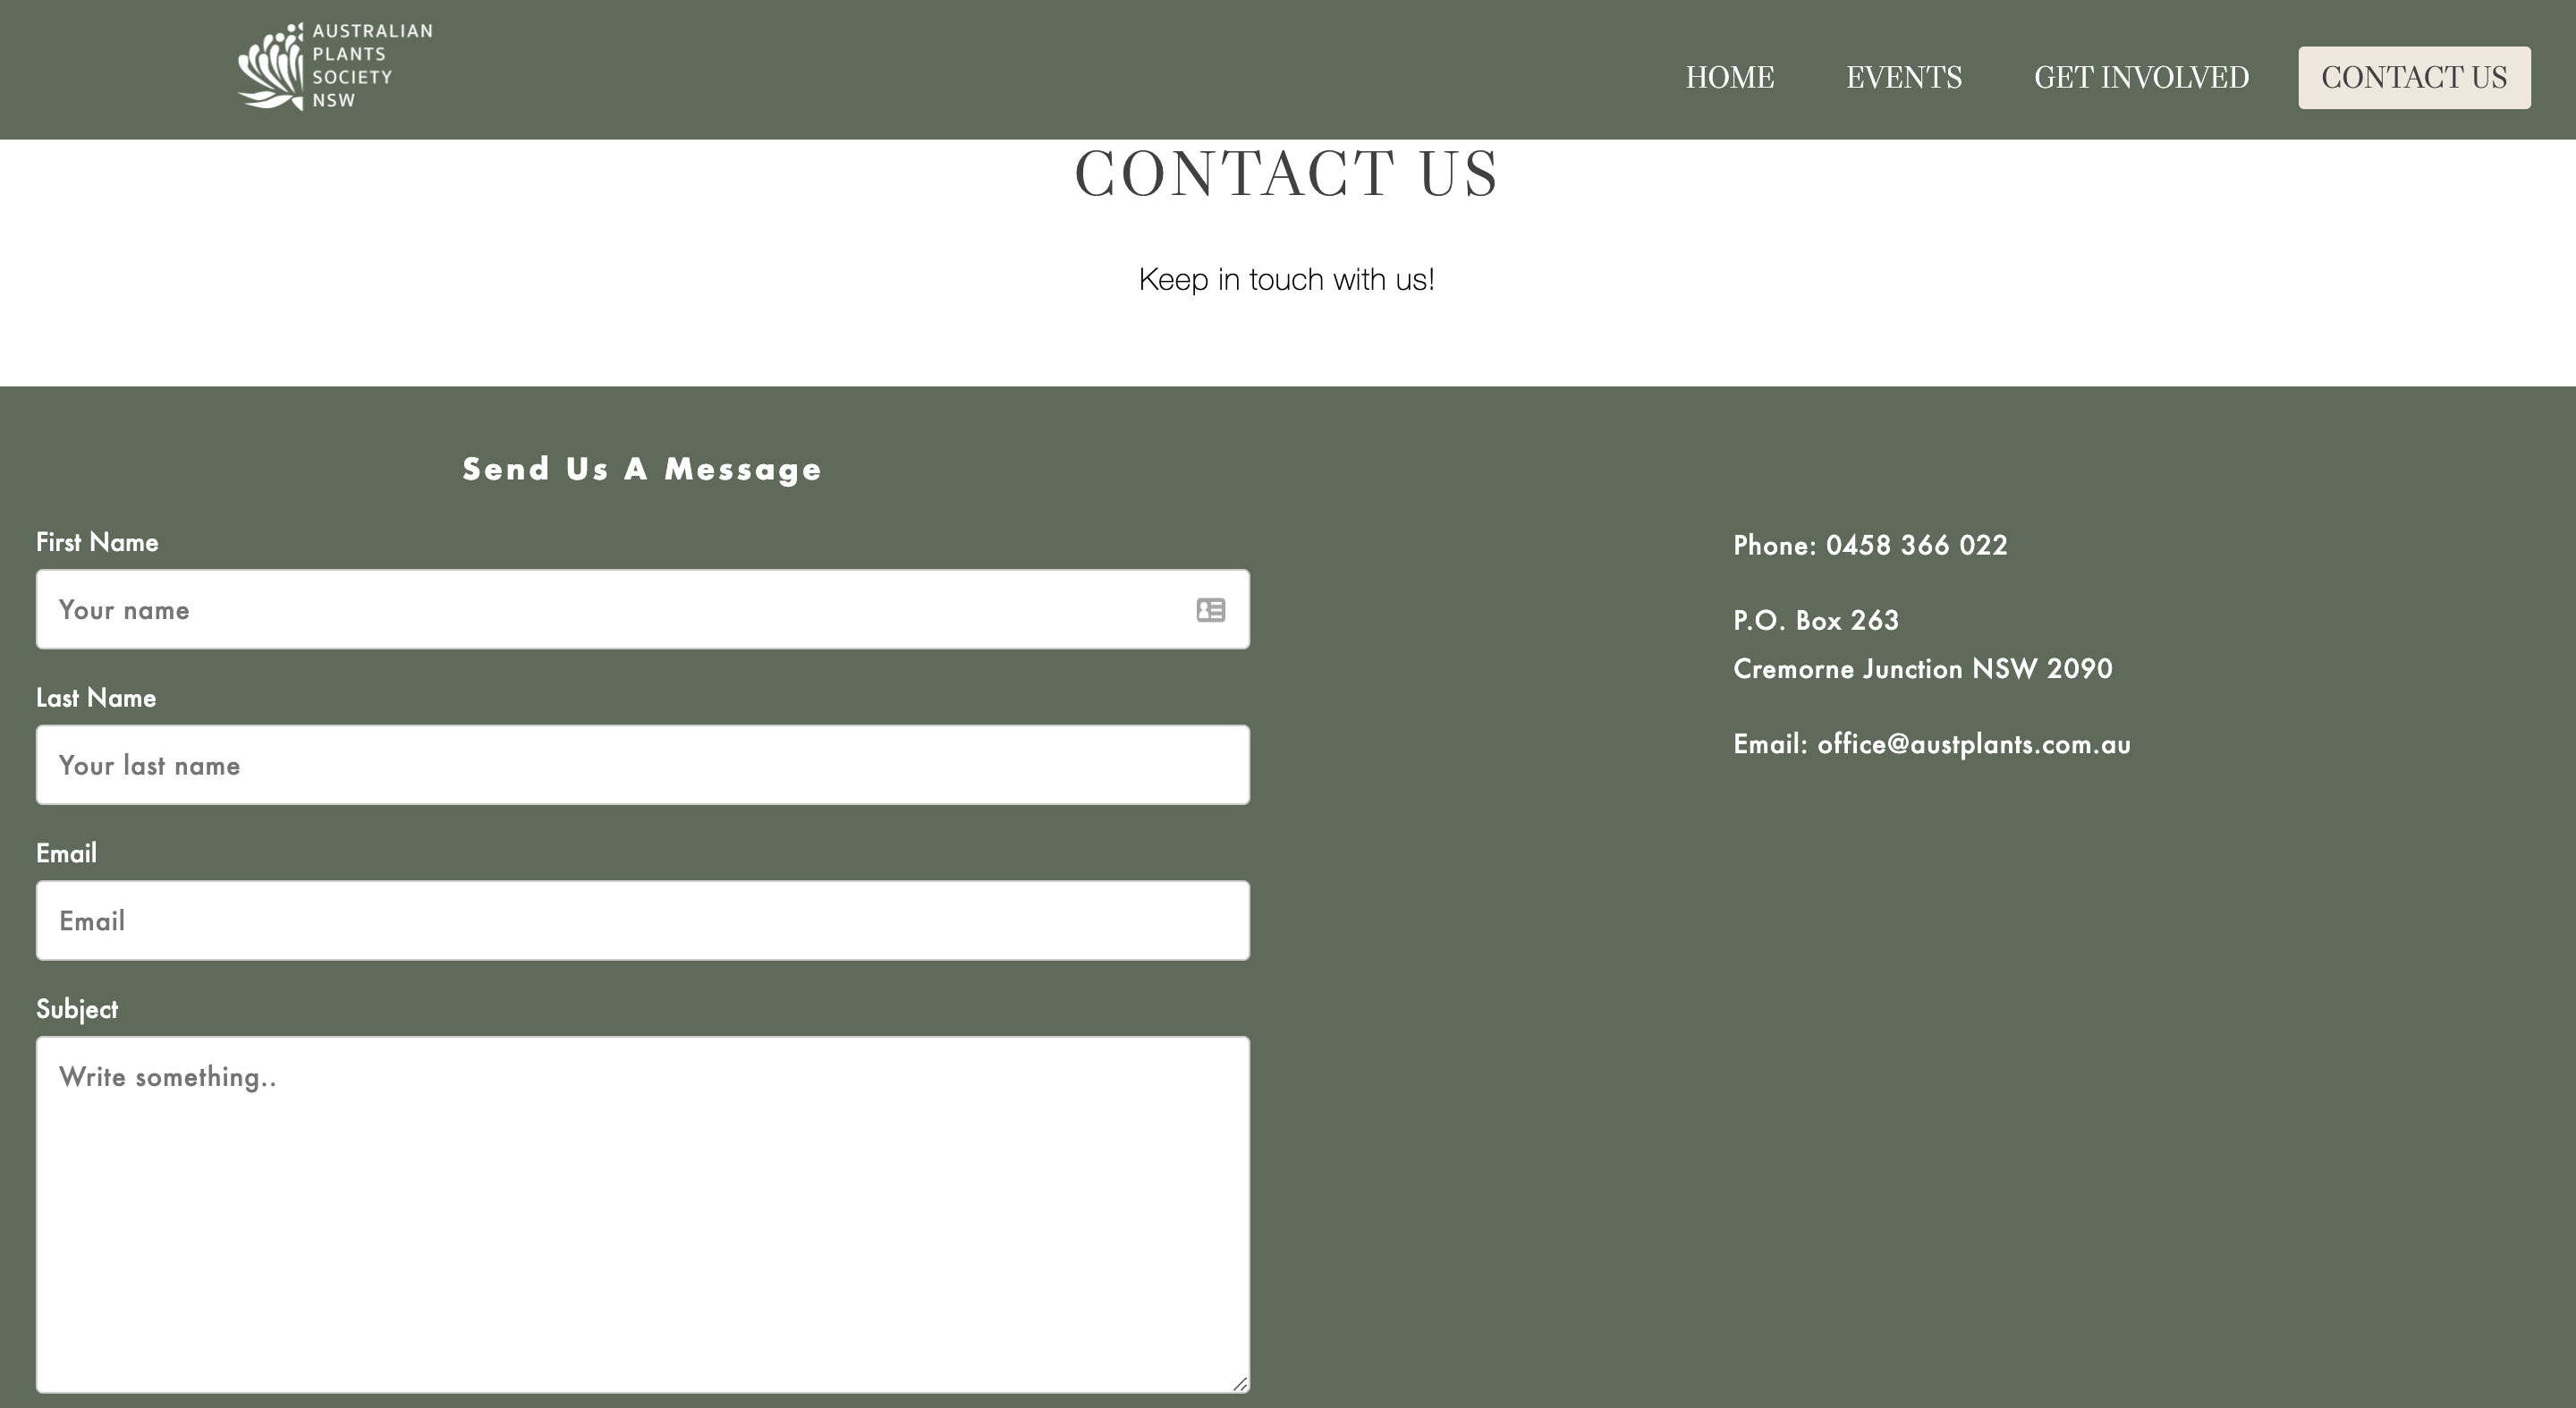 AUSTRALIAN
PLANTS
SOCIETY
NSW
HOME
EVENTS
GET INVOLVED
CONTACT US
CONTACT US
Keep in touch with us!
Send Us A Message
First Name
Your name
Last Name
Your last name
Email
Email
Subject
Write something..
Phone: 0458 366 022
P.O. Box 263
Cremorne Junction NSW 2090
Email: office@austplants.com.au